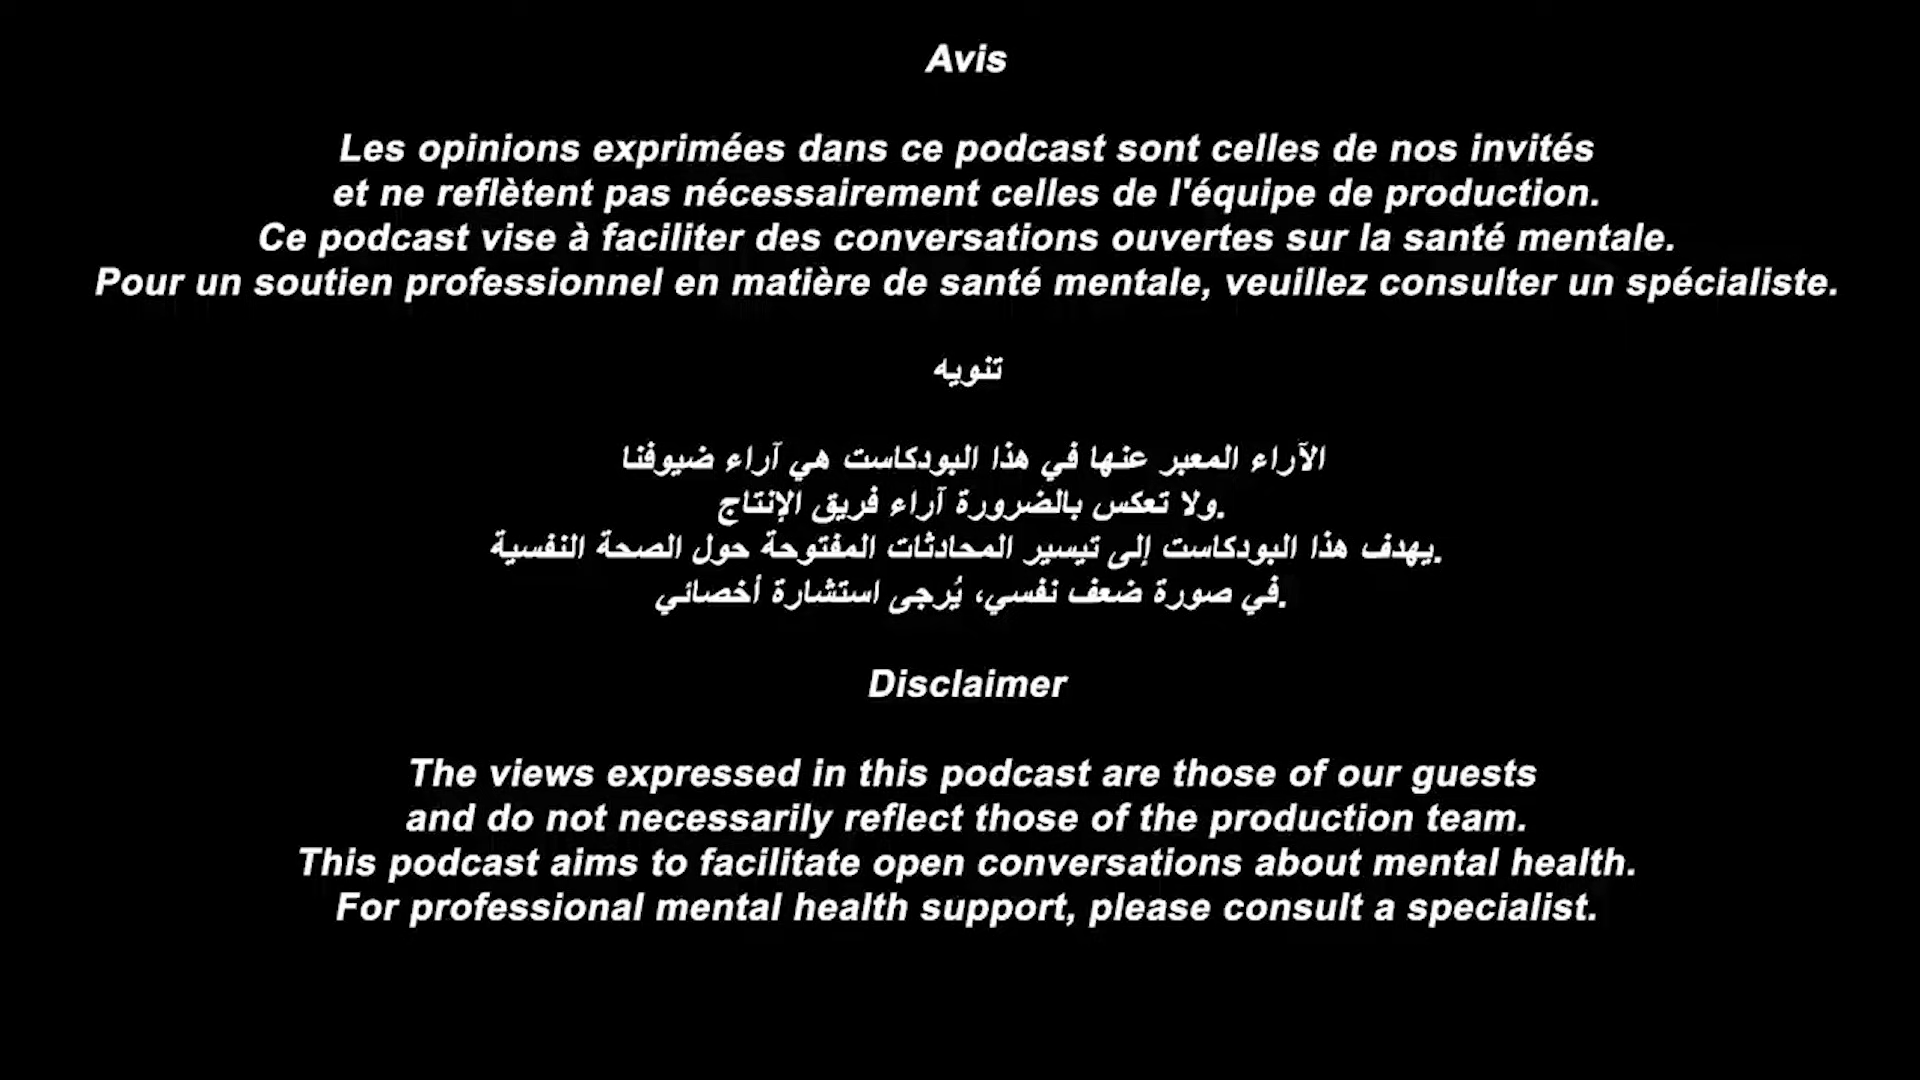 Avis
Les opinions exprimées dans ce podcast sont celles de nos invités
et ne reflètent pas nécessairement celles de l'équipe de production.
Ce podcast vise à faciliter des conversations ouvertes sur la santé mentale.
Pour un soutien professionnel en matière de santé mentale, veuillez consulter un spécialiste.
تنويه
الآراء المعبر عنها في هذا البودكاست هي آراء ضيوفنا
ولا تعكس بالضرورة آراء فريق الإنتاج.
يهدف هذا البودكاست إلى تيسير المحادثات المفتوحة حول الصحة النفسية.
في صورة ضعف نفسي، يُرجى استشارة أخصائي.
Disclaimer
The views expressed in this podcast are those of our guests
and do not necessarily reflect those of the production team.
This podcast aims to facilitate open conversations about mental health.
For professional mental health support, please consult a specialist.